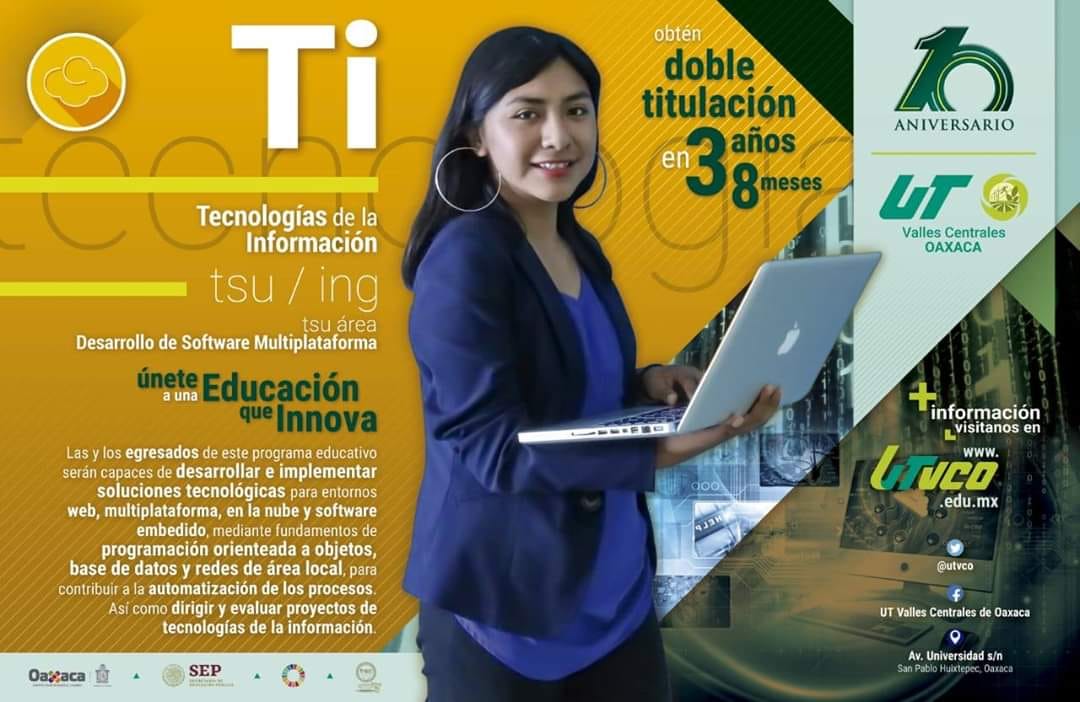 Ti
tecnología
Tecnologías de la
Información
tsu / ing
tsu área
Desarrollo de Software Multiplataforma
únete
a una Educación
que Innova
Las y los egresados de este programa educativo
serán capaces de desarrollar e implementar
soluciones tecnológicas para entornos
web, multiplataforma, en la nube y software
embedido, mediante fundamentos de
programación orienteada a objetos,
base de datos y redes de área local, para
contribuir a la automatización de los procesos.
Así como dirigir y evaluar proyectos de
tecnologías de la información.
obtén
doble
titulación
en 3 años
8 meses
10
ANIVERSARIO
UT
Valles Centrales
OAXACA
HELP
+información
visitanos en
www.
UTVCO
.edu.mx
@utvco
UT Valles Centrales de Oaxaca
Av. Universidad s/n
San Pablo Huixtepec, Oaxaca
Oaxaca
SEP
SECRETARÍA DE
EDUCACIÓN PÚBLICA